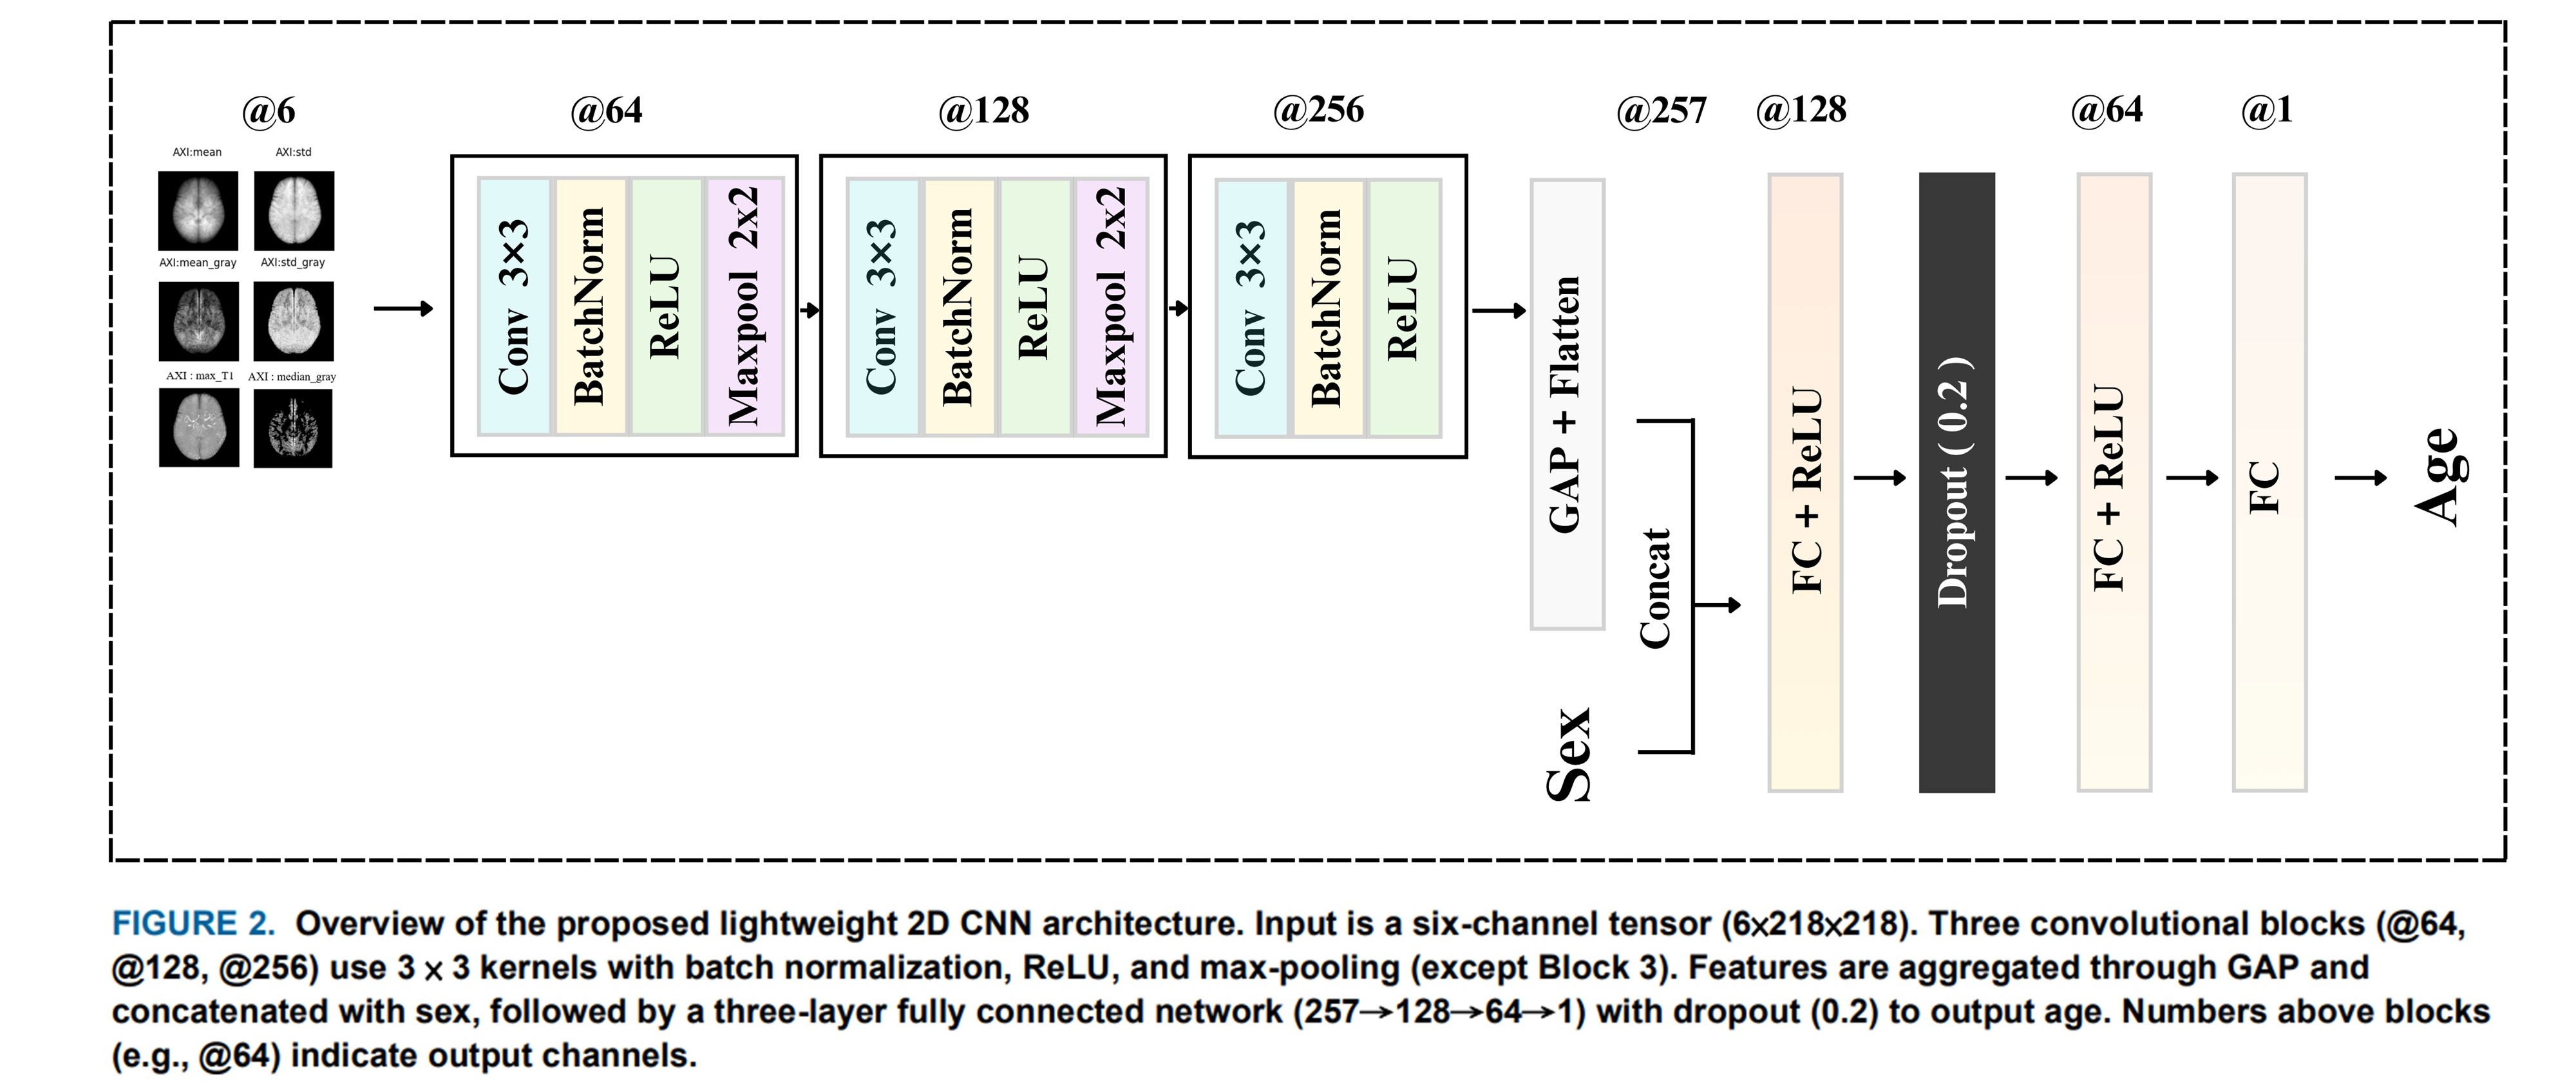 @6
@64
@128
@256
@257
@128
@64
@1
AXI:mean
AXI:std
AXI:mean_gray
AXI:std_gray
AXI : max_T1
AXI : median_gray
Conv 3×3
BatchNorm
ReLU
Maxpool 2x2
Conv 3×3
BatchNorm
ReLU
Maxpool 2x2
Conv 3×3
BatchNorm
ReLU
GAP + Flatten
Sex
Concat
FC + ReLU
Dropout ( 0.2 )
FC + ReLU
FC
Age
FIGURE 2. Overview of the proposed lightweight 2D CNN architecture. Input is a six-channel tensor (6x218x218). Three convolutional blocks (@64,
@128, @256) use 3 × 3 kernels with batch normalization, ReLU, and max-pooling (except Block 3). Features are aggregated through GAP and
concatenated with sex, followed by a three-layer fully connected network (257→128→64→1) with dropout (0.2) to output age. Numbers above blocks
(e.g., @64) indicate output channels.